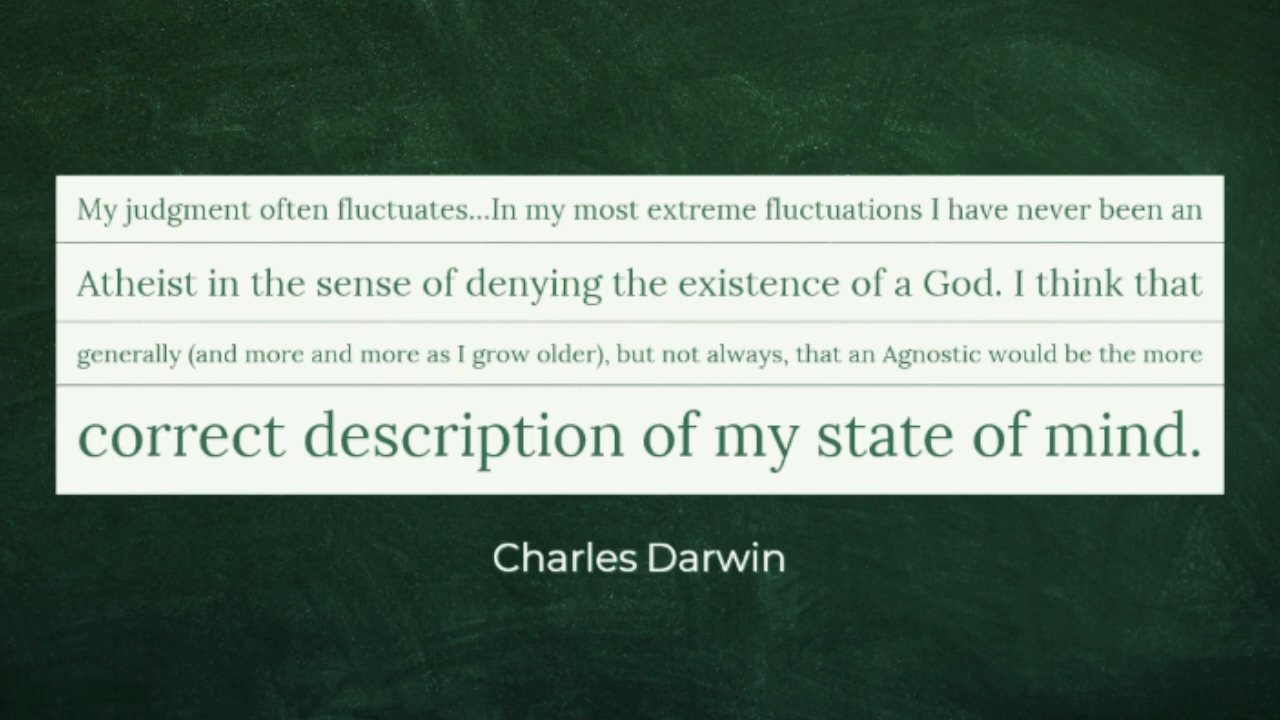 My judgment often fluctuates...In my most extreme fluctuations I have never been an
Atheist in the sense of denying the existence of a God. I think that
generally (and more and more as I grow older), but not always, that an Agnostic would be the more
correct description of my state of mind.
Charles Darwin